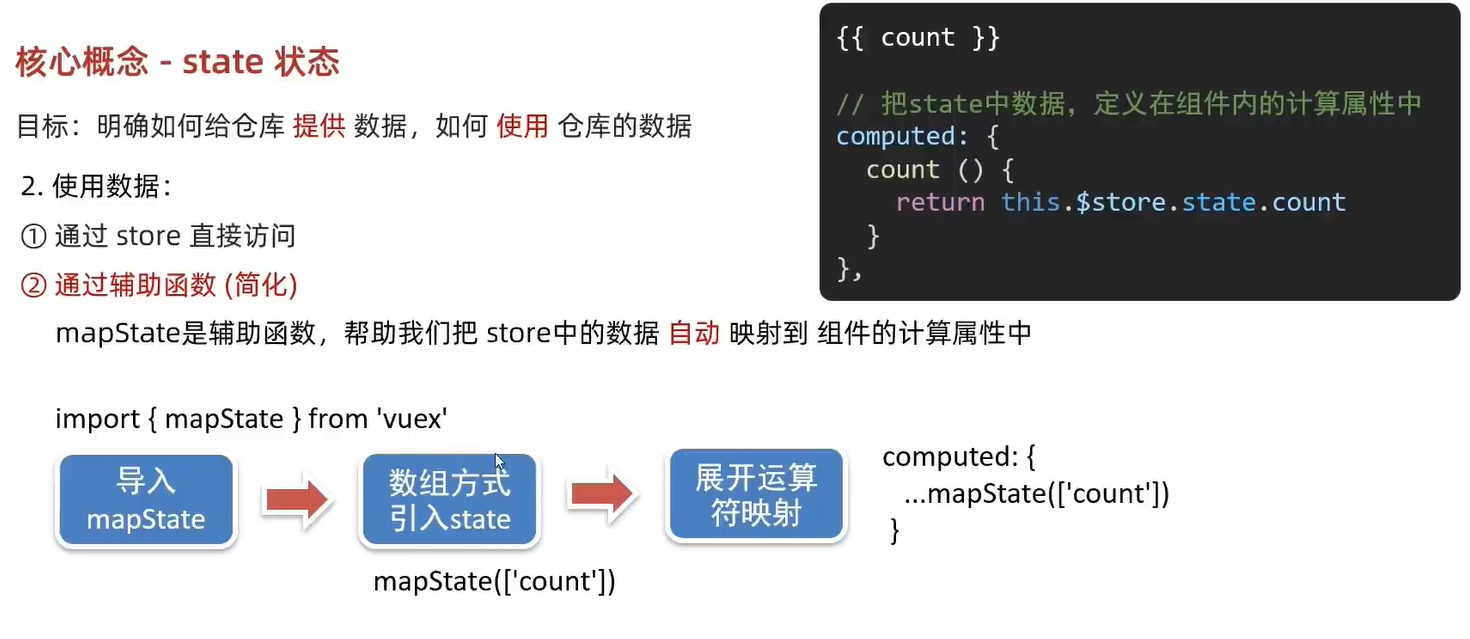 核心概念 - state 状态
目标：明确如何给仓库 提供 数据，如何 使用 仓库的数据
2. 使用数据：
① 通过 store 直接访问
② 通过辅助函数 (简化)
mapState是辅助函数，帮助我们把 store中的数据 自动 映射到 组件的计算属性中
{{ count }}
// 把state中数据，定义在组件内的计算属性中
computed: {
  count () {
    return this.$store.state.count
  }
},
import { mapState } from 'vuex'
导入
mapState
数组方式
引入state
mapState(['count'])
展开运算
符映射
computed: {
  ...mapState(['count'])
}